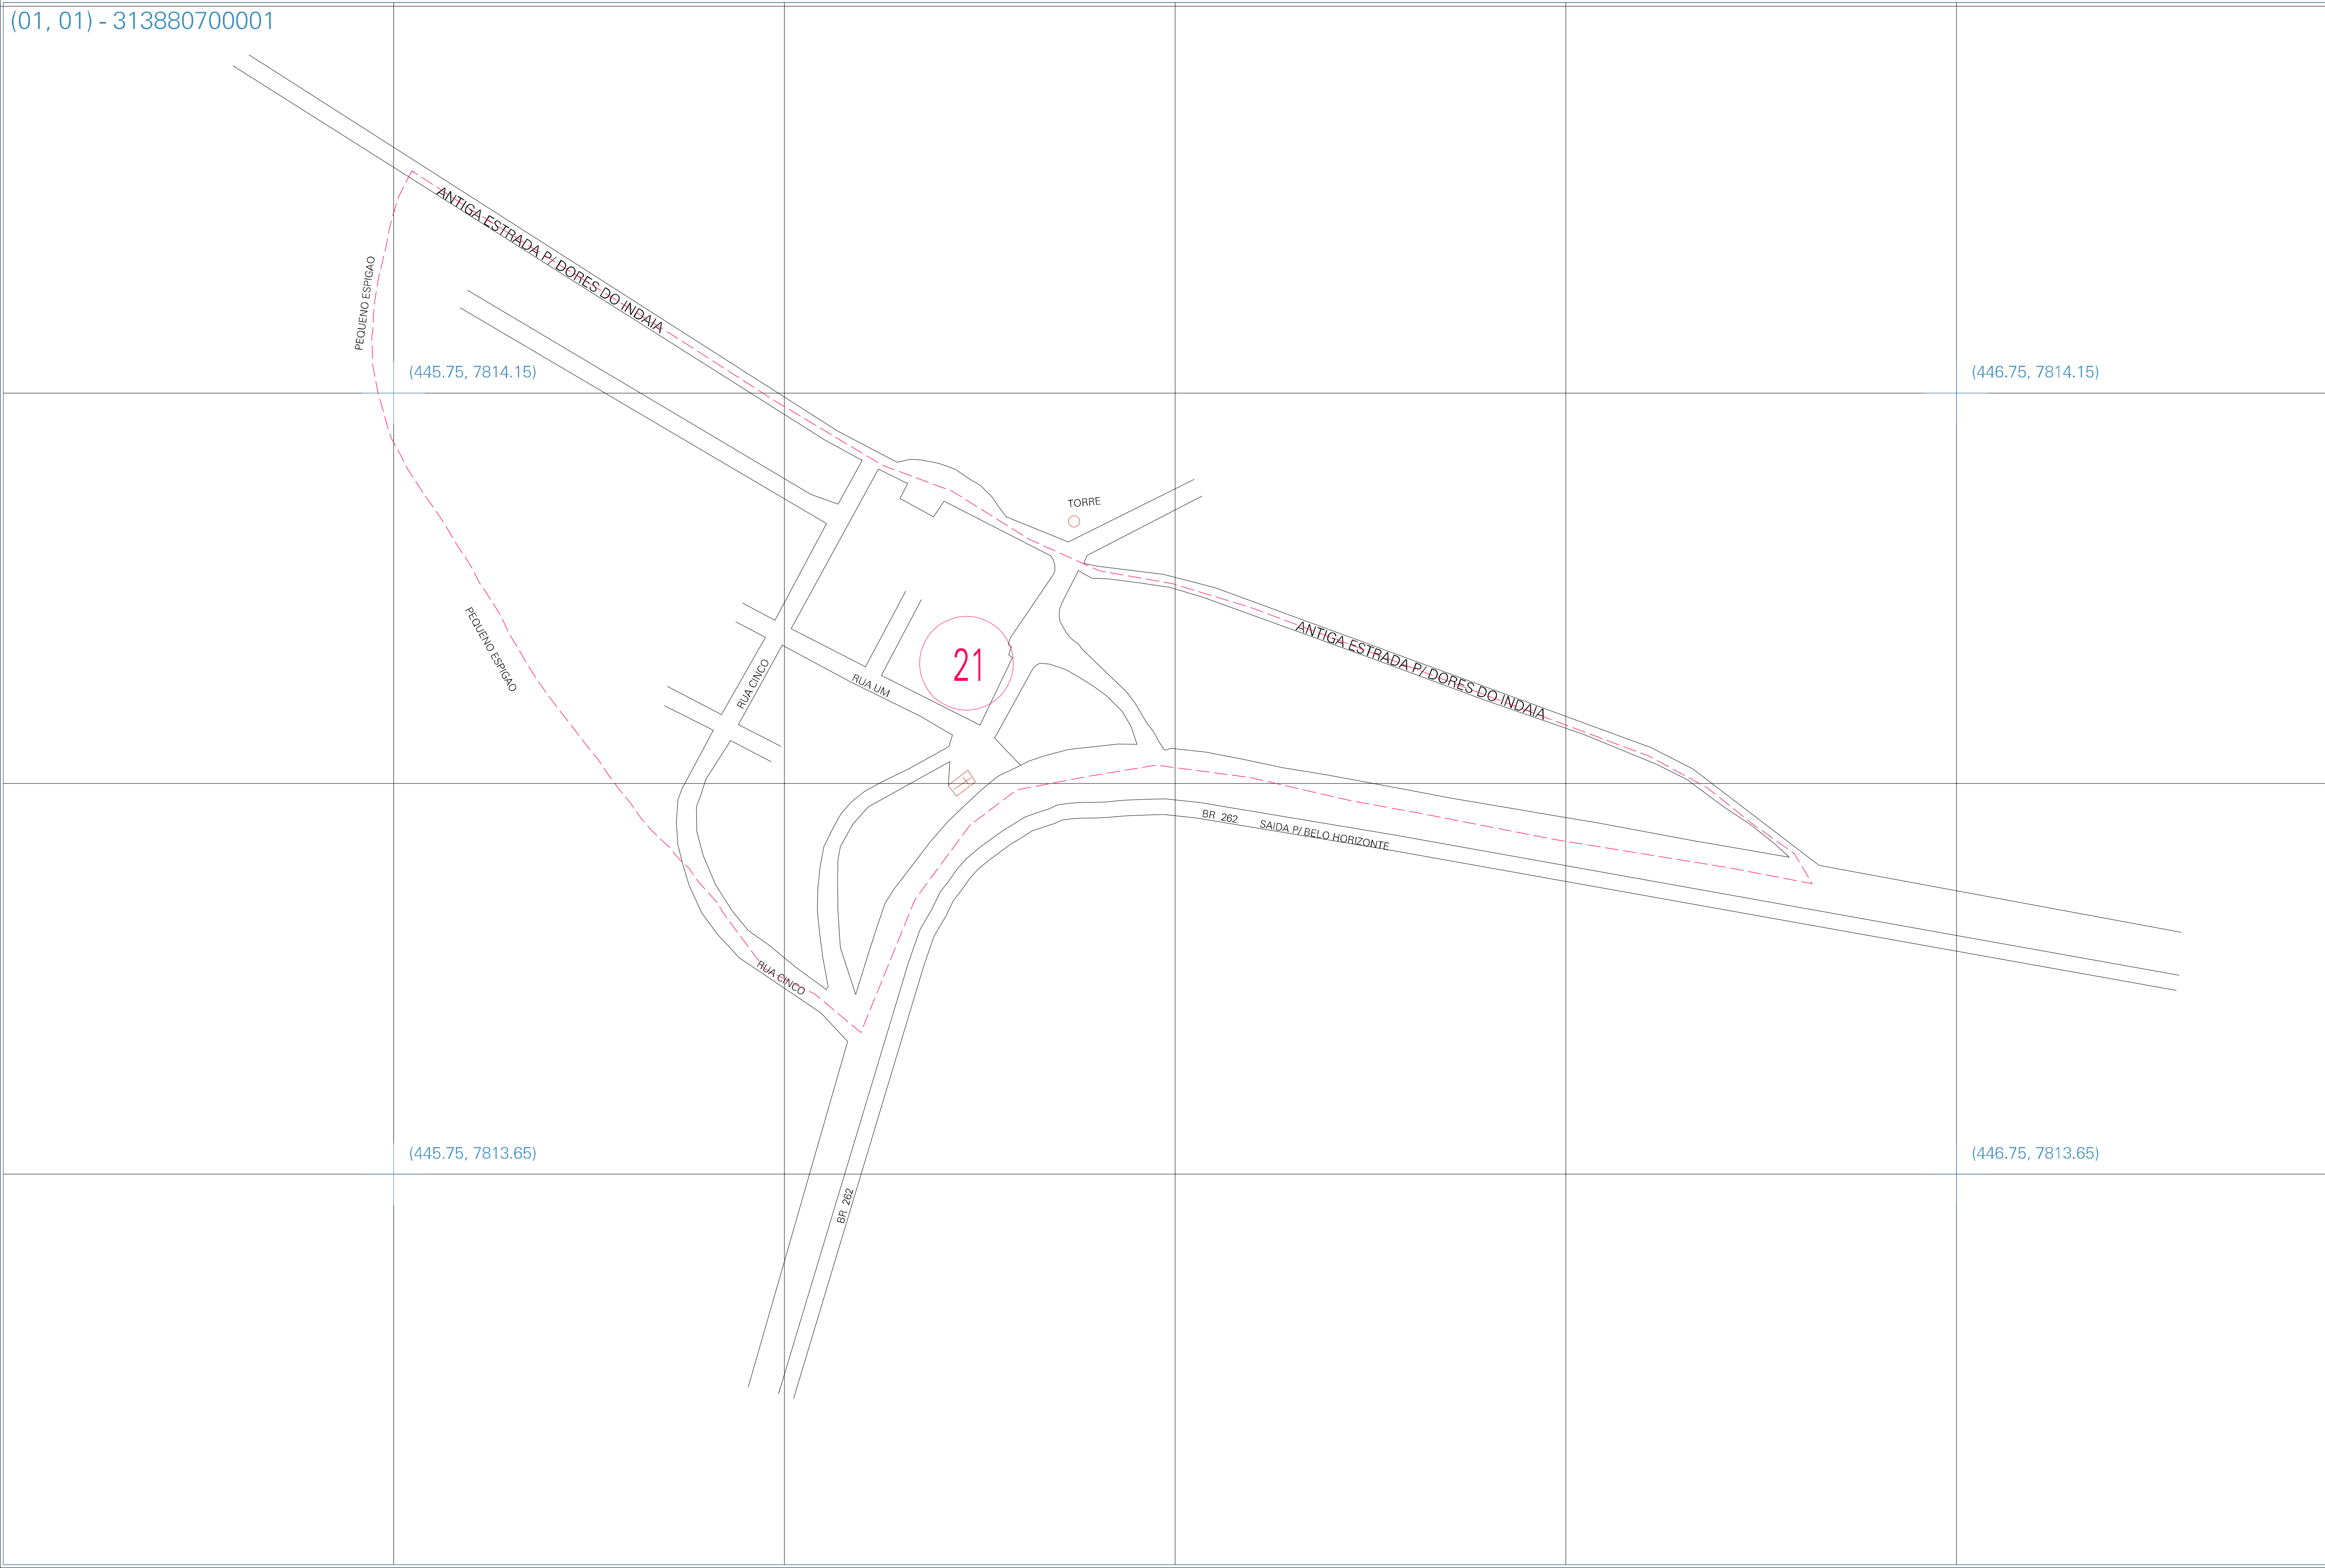 (01, 01) - 313880700001
ANTIGA ESTRADA P/ DORES DO INDAIA
PEQUENO ESPIGAO
(445.75, 7814.15)
(446.75, 7814.15)
TORRE
PEQUENO ESPIGAO
ANTIGA ESTRADA P/ DORES DO INDAIA
21
RUA CINCO
RUA UM
BR 262 SAIDA P/ BELO HORIZONTE
RUA CINCO
(445.75, 7813.65)
(446.75, 7813.65)
BR 262